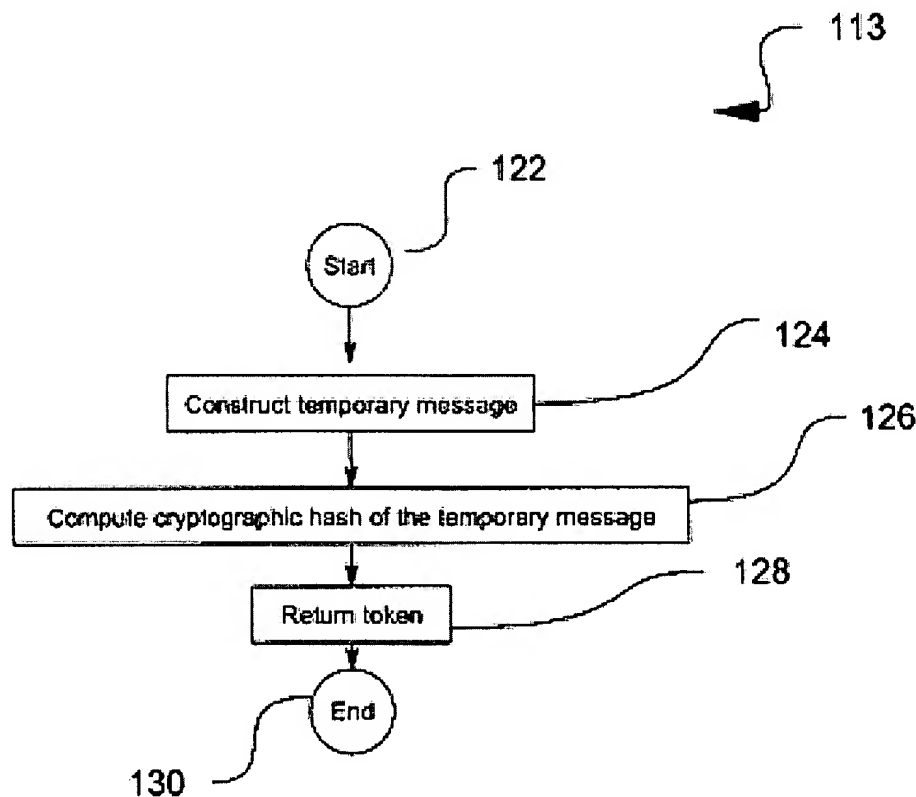 113
122
Start
124
Construct temporary message
126
Compute cryptographic hash of the temporary message
128
Return token
End
130